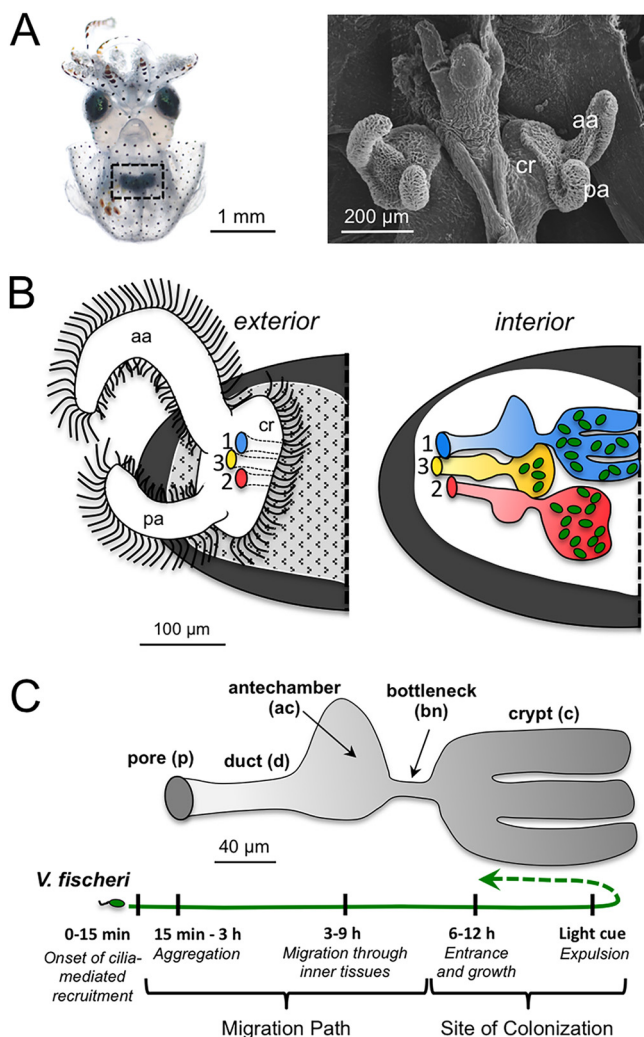 A
1 mm
aa
cr
pa
200 µm
B
exterior
interior
aa
cr
1
3
2
pa
1
3
2
100 µm
C
antechamber
(ac)
bottleneck
(bn)
crypt (c)
pore (p)
duct (d)
40 µm
V. fischeri
0-15 min
Onset of cilia-
mediated
recruitment
15 min - 3 h
Aggregation
3-9 h
Migration through
inner tissues
6-12 h
Entrance
and growth
Light cue
Expulsion
Migration Path
Site of Colonization